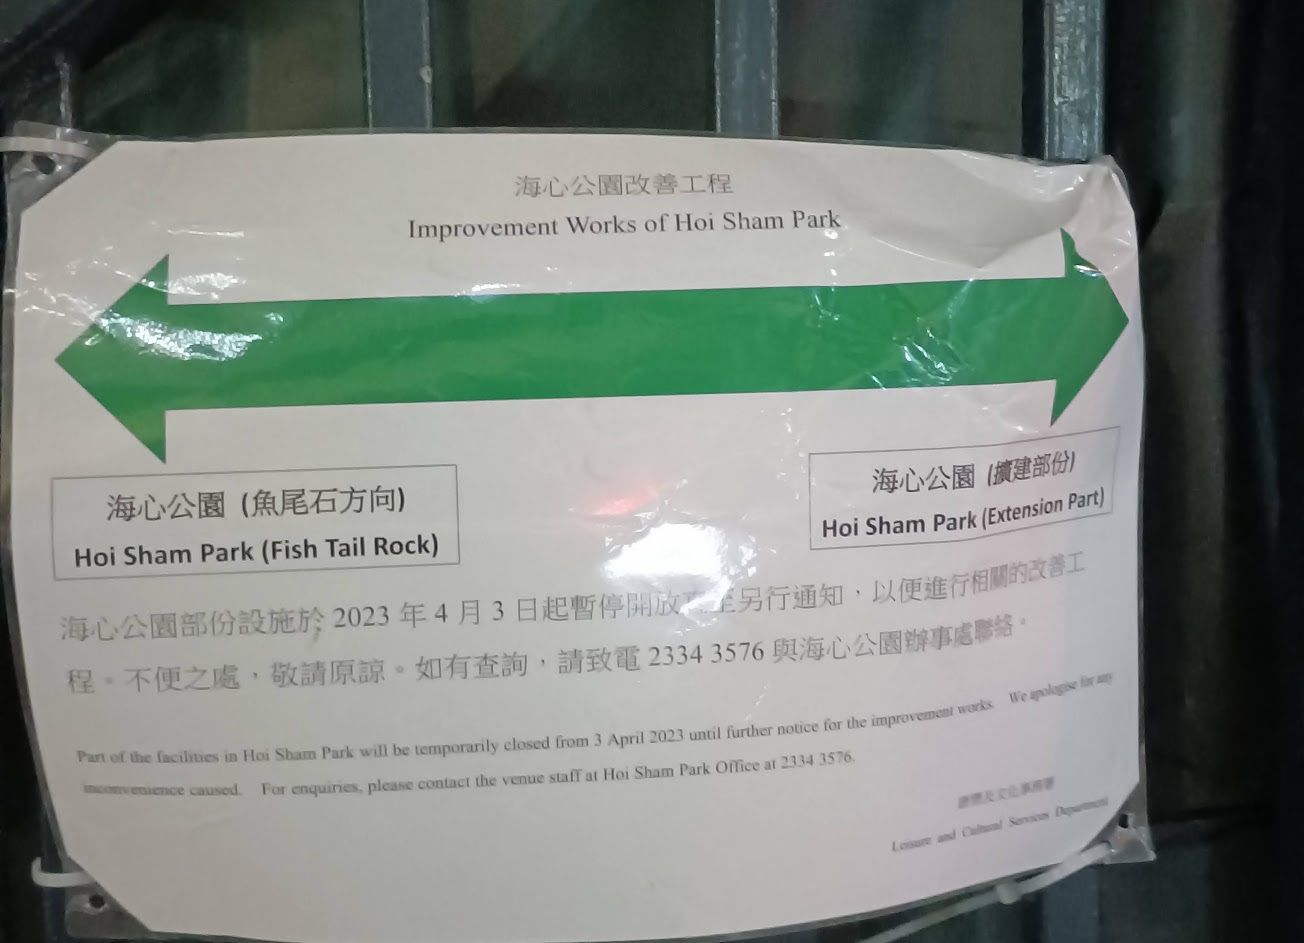 海心公園改善工程
Improvement Works of Hoi Sham Park
海心公園 (魚尾石方向)
Hoi Sham Park (Fish Tail Rock)
海心公園 (擴建部份)
Hoi Sham Park (Extension Part)
海心公園部份設施於 2023 年 4 月 3 日起暫停開放直至另行通知，以便進行相關的改善工
程。不便之處，敬請原諒。如有查詢，請致電 2334 3576 與海心公園辦事處聯絡。
Part of the facilities in Hoi Sham Park will be temporarily closed from 3 April 2023 until further notice for the improvement works. We apologise for any
inconvenience caused. For enquiries, please contact the venue staff at Hoi Sham Park Office at 2334 3576.
康樂及文化事務署
Leisure and Cultural Services Department